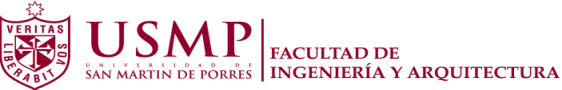 VERITAS
LIBERABIT VOS
USMP
UNIVERSIDAD DE
SAN MARTIN DE PORRES
FACULTAD DE
INGENIERÍA Y ARQUITECTURA